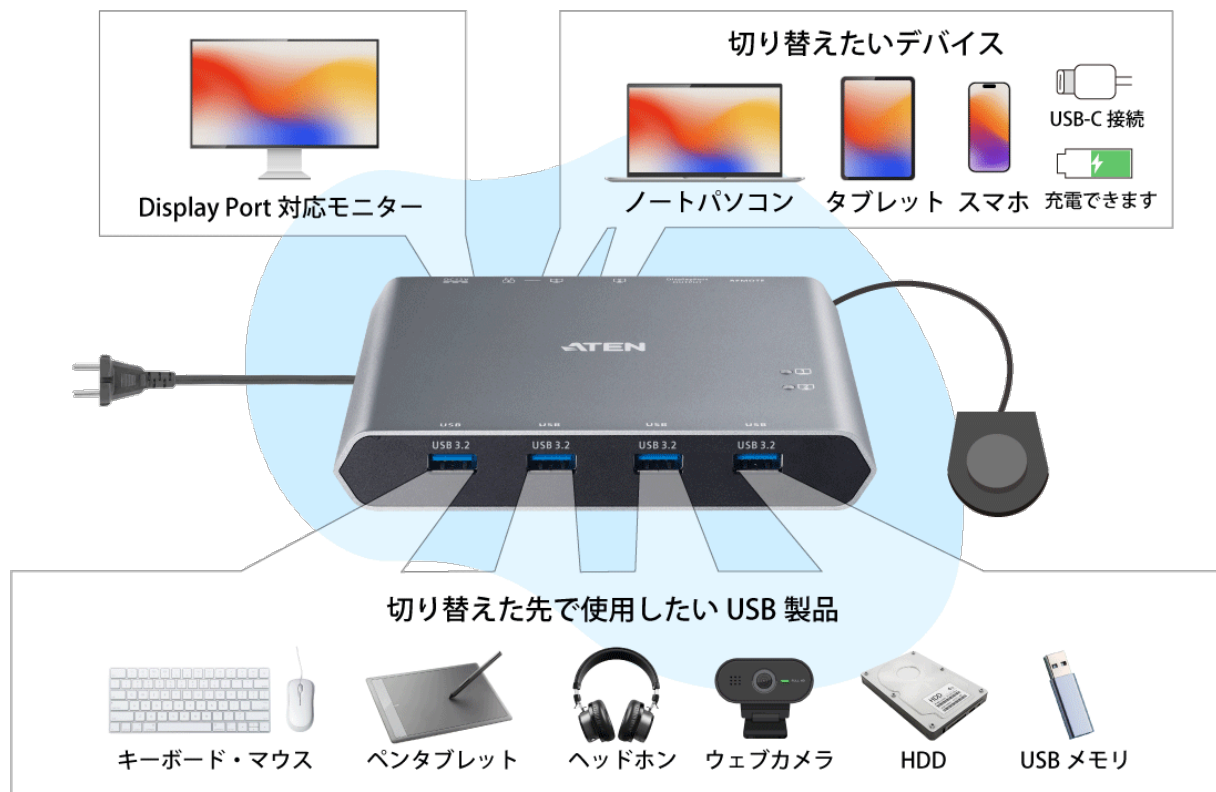 切り替えたいデバイス
USB-C 接続
Display Port 対応モニター
ノートパソコン
タブレット
スマホ
充電できます
ATEN
USB
USB
USB
USB
USB 3.2
USB 3.2
USB 3.2
USB 3.2
切り替えた先で使用したい USB 製品
HDD
キーボード・マウス
ペンタブレット
ヘッドホン
ウェブカメラ
HDD
USB メモリ